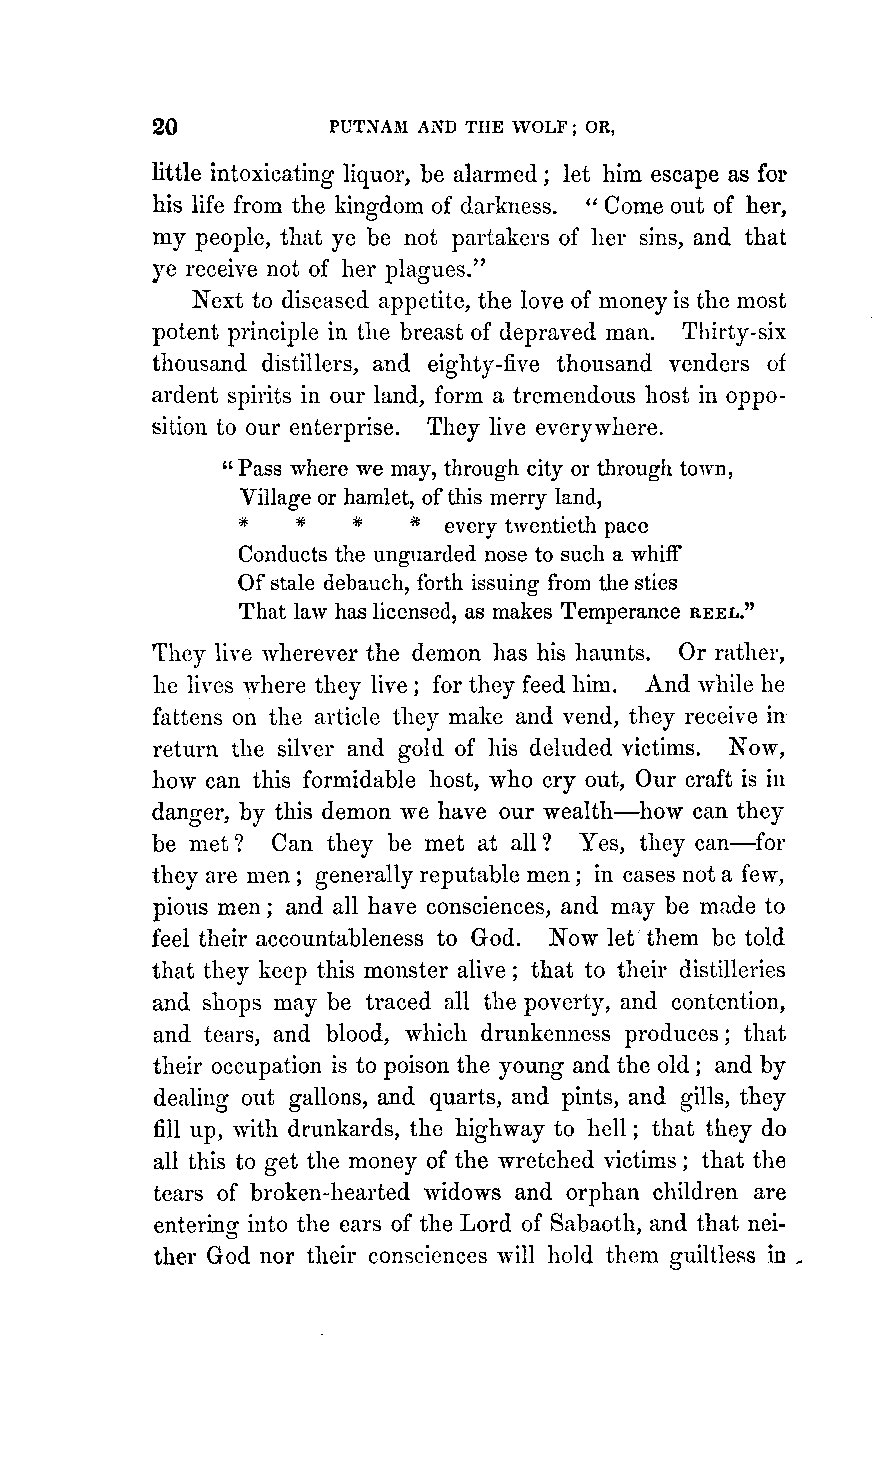 20 PUTNAM AND THE WOLF; OR,
little intoxicating liquor, be alarmed; let him escape as for
his life from the kingdom of darkness. "Come out of her,
my people, that ye be not partakers of her sins, and that
ye receive not of her plagues."
Next to diseased appetite, the love of money is the most
potent principle in the breast of depraved man. Thirty-six
thousand distillers, and eighty-five thousand venders of
ardent spirits in our land, form a tremendous host in oppo-
sition to our enterprise. They live everywhere.
"Pass where we may, through city or through town,
Village or hamlet, of this merry land,
* * * * every twentieth pace
Conducts the unguarded nose to such a whiff
Of stale debauch, forth issuing from the sties
That law has licensed, as makes Temperance REEL."
They live wherever the demon has his haunts. Or rather,
he lives where they live; for they feed him. And while he
fattens on the article they make and vend, they receive in
return the silver and gold of his deluded victims. Now,
how can this formidable host, who cry out, Our craft is in
danger, by this demon we have our wealth—how can they
be met? Can they be met at all? Yes, they can—for
they are men; generally reputable men; in cases not a few,
pious men; and all have consciences, and may be made to
feel their accountableness to God. Now let them be told
that they keep this monster alive; that to their distilleries
and shops may be traced all the poverty, and contention,
and tears, and blood, which drunkenness produces; that
their occupation is to poison the young and the old; and by
dealing out gallons, and quarts, and pints, and gills, they
fill up, with drunkards, the highway to hell; that they do
all this to get the money of the wretched victims; that the
tears of broken-hearted widows and orphan children are
entering into the ears of the Lord of Sabaoth, and that nei-
ther God nor their consciences will hold them guiltless in